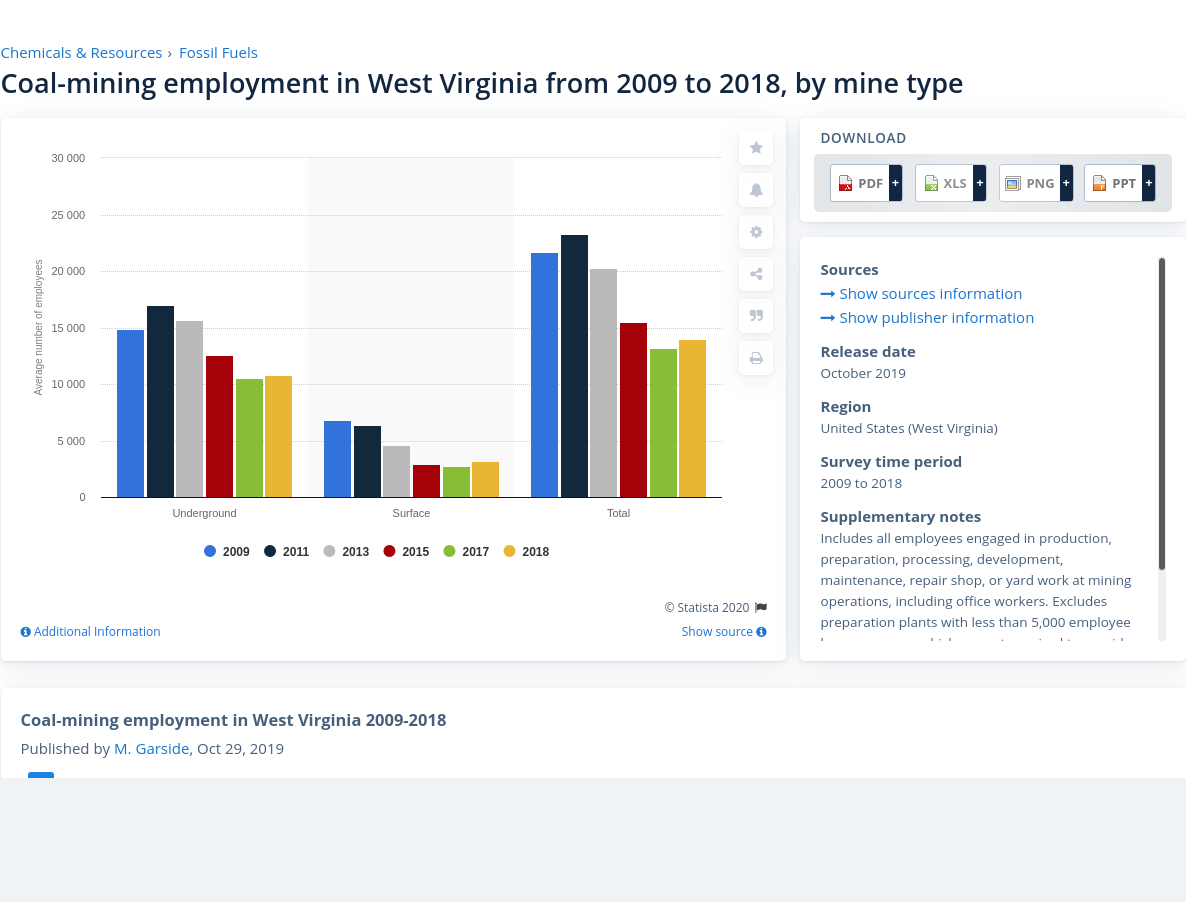 Chemicals & Resources › Fossil Fuels
Coal-mining employment in West Virginia from 2009 to 2018, by mine type
30 000
25 000
20 000
15 000
10 000
5 000
0
Average number of employees
Underground
Surface
Total
2009 2011 2013 2015 2017 2018
© Statista 2020
Additional Information
Show source
DOWNLOAD
PDF +
XLS +
PNG +
PPT +
Sources
Show sources information
Show publisher information
Release date
October 2019
Region
United States (West Virginia)
Survey time period
2009 to 2018
Supplementary notes
Includes all employees engaged in production,
preparation, processing, development,
maintenance, repair shop, or yard work at mining
operations, including office workers. Excludes
preparation plants with less than 5,000 employee
Coal-mining employment in West Virginia 2009-2018
Published by M. Garside, Oct 29, 2019